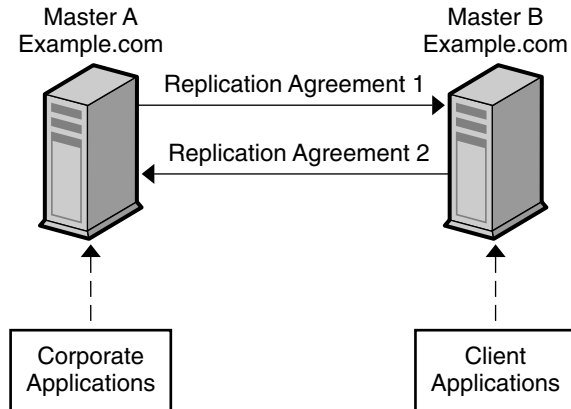 Master A
Example.com
Master B
Example.com
Replication Agreement 1
Replication Agreement 2
Corporate
Applications
Client
Applications